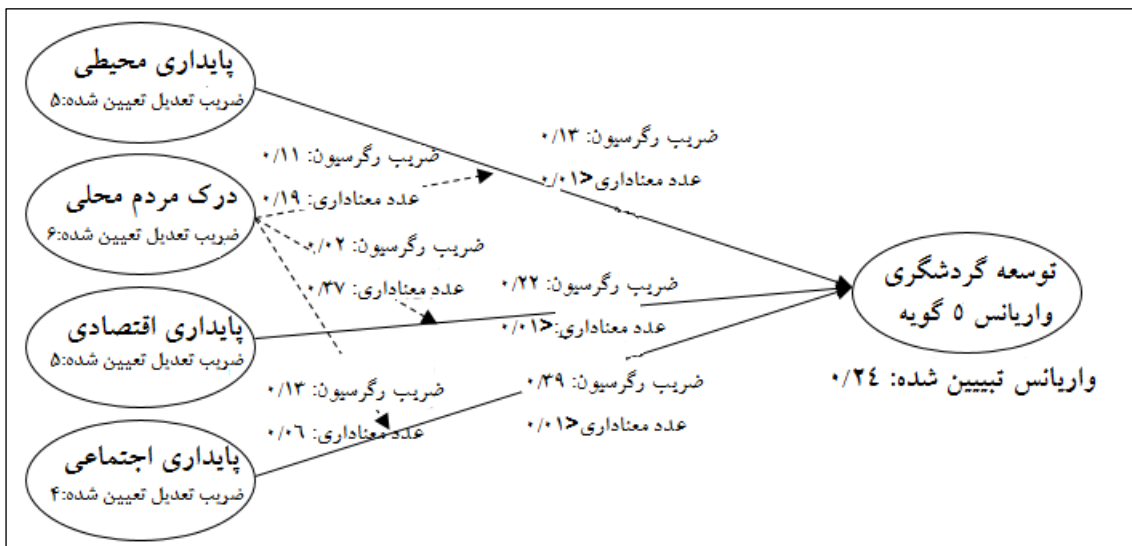 پایداری محیطی
ضریب تعدیل تعیین شده:۵
ضریب رگرسیون: ۰/۱۳
عدد معناداری<۰/۰۱
ضریب رگرسیون: ۰/۱۱
عدد معناداری: ۰/۱۹
درک مردم محلی
ضریب تعدیل تعیین شده:۶
ضریب رگرسیون: ۰/۰۲
عدد معناداری: ۰/۴۷
ضریب رگرسیون: ۰/۲۲
عدد معناداری:<۰/۰۱
توسعه گردشگری
واریانس ۵ گویه
واریانس تبییین شده: ۰/۲٤
پایداری اقتصادی
ضریب تعدیل تعیین شده:۵
ضریب رگرسیون: ۰/۱۳
عدد معناداری: ۰/۰۶
ضریب رگرسیون: ۰/۳۹
عدد معناداری<۰/۰۱
پایداری اجتماعی
ضریب تعدیل تعیین شده:۴